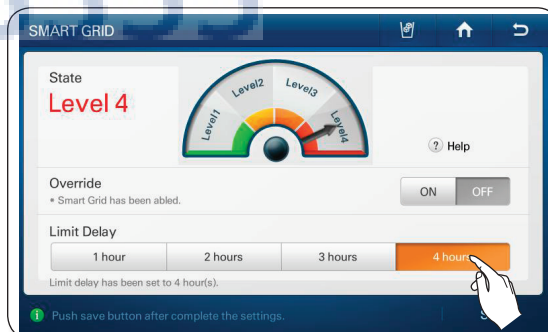 SMART GRID
State
Level 4
Level1
Level2
Level3
Level4
? Help
Override
• Smart Grid has been abled.
ON OFF
Limit Delay
1 hour 2 hours 3 hours 4 hours
Limit delay has been set to 4 hour(s).
Push save button after complete the settings.